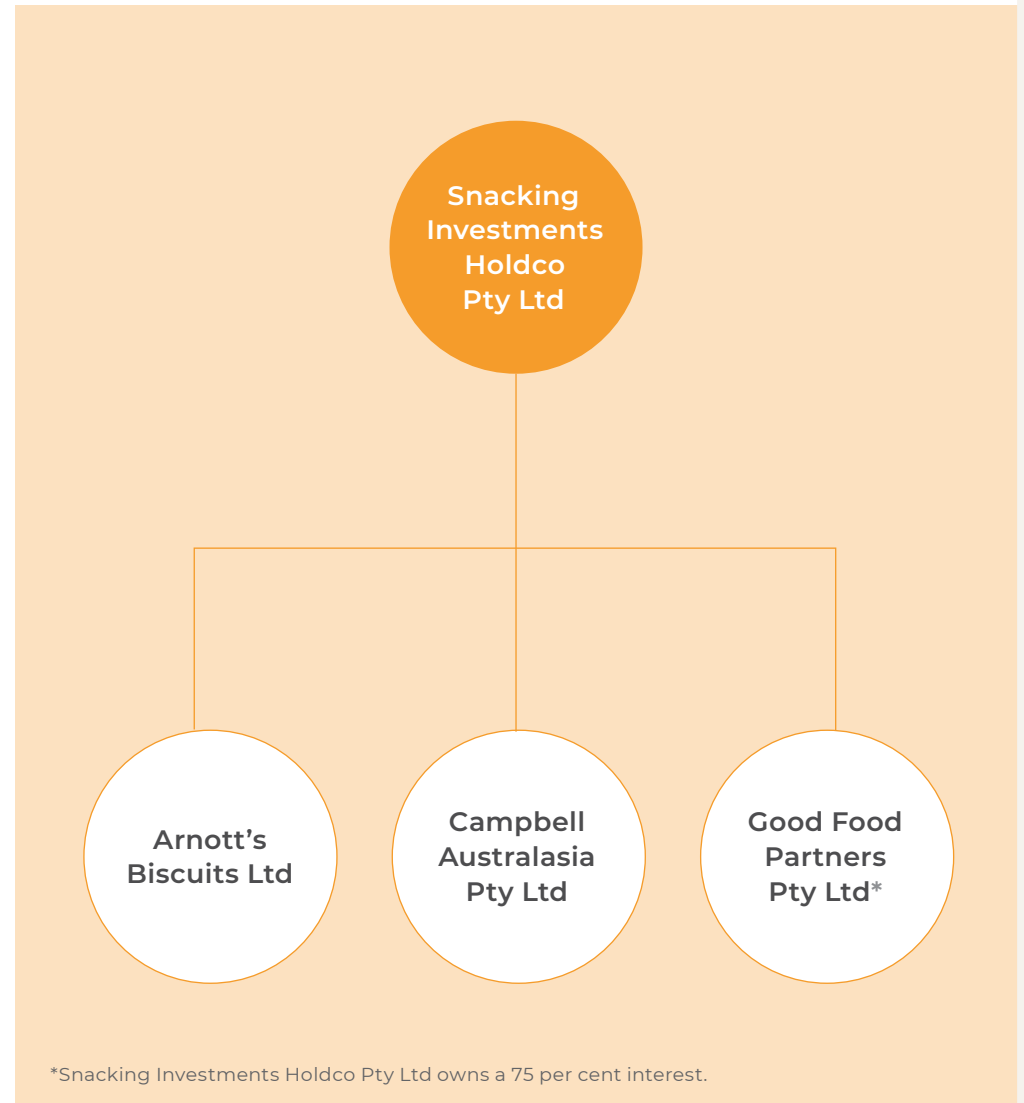 Snacking
Investments
Holdco
Pty Ltd
Arnott’s
Biscuits Ltd
Campbell
Australasia
Pty Ltd
Good Food
Partners
Pty Ltd*
*Snacking Investments Holdco Pty Ltd owns a 75 per cent interest.